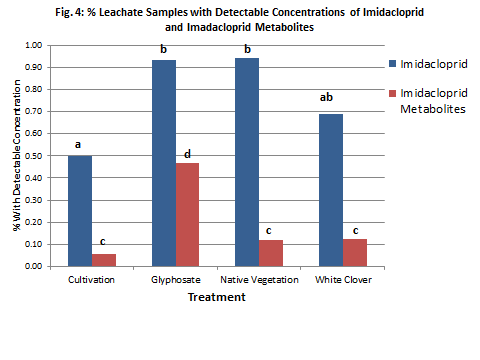 Fig. 4: % Leachate Samples with Detectable Concentrations of Imidacloprid
and Imadacloprid Metabolites
% With Detectable Concentration
1.00
0.90
0.80
0.70
0.60
0.50
0.40
0.30
0.20
0.10
0.00
a
c
b
d
b
c
ab
c
Cultivation
Glyphosate
Native Vegetation
White Clover
Treatment
Imidacloprid
Imidacloprid
Metabolites